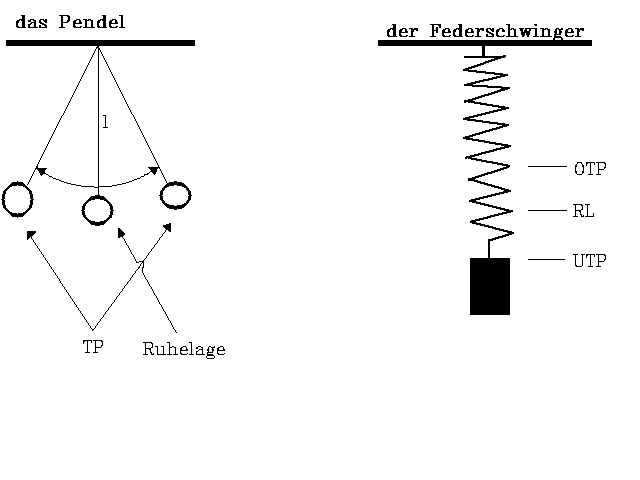 das Pendel
der Federschwinger
l
OTP
RL
UTP
TP
Ruhelage